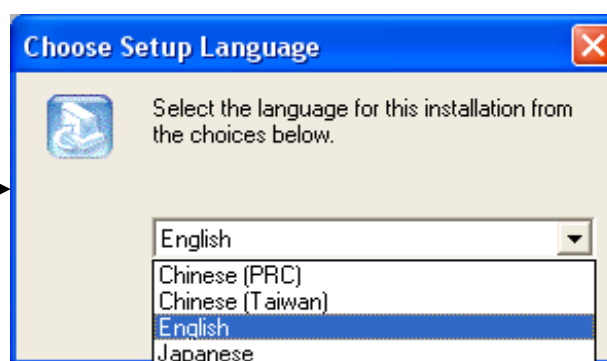 Choose Setup Language
Select the language for this installation from
the choices below.
English
Chinese (PRC)
Chinese (Taiwan)
English
Japanese